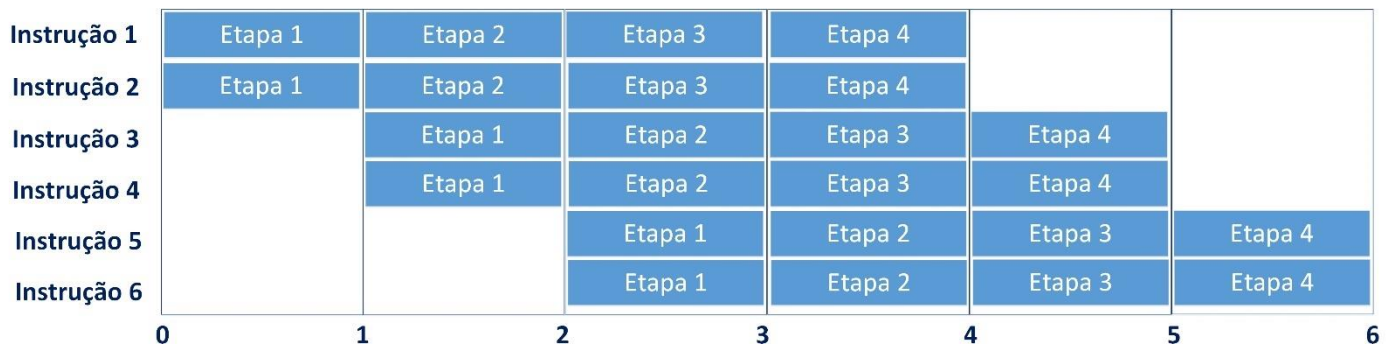 Instrução 1 Etapa 1 Etapa 2 Etapa 3 Etapa 4
Instrução 2 Etapa 1 Etapa 2 Etapa 3 Etapa 4
Instrução 3 Etapa 1 Etapa 2 Etapa 3 Etapa 4
Instrução 4 Etapa 1 Etapa 2 Etapa 3 Etapa 4
Instrução 5 Etapa 1 Etapa 2 Etapa 3 Etapa 4
Instrução 6 Etapa 1 Etapa 2 Etapa 3 Etapa 4
0 1 2 3 4 5 6